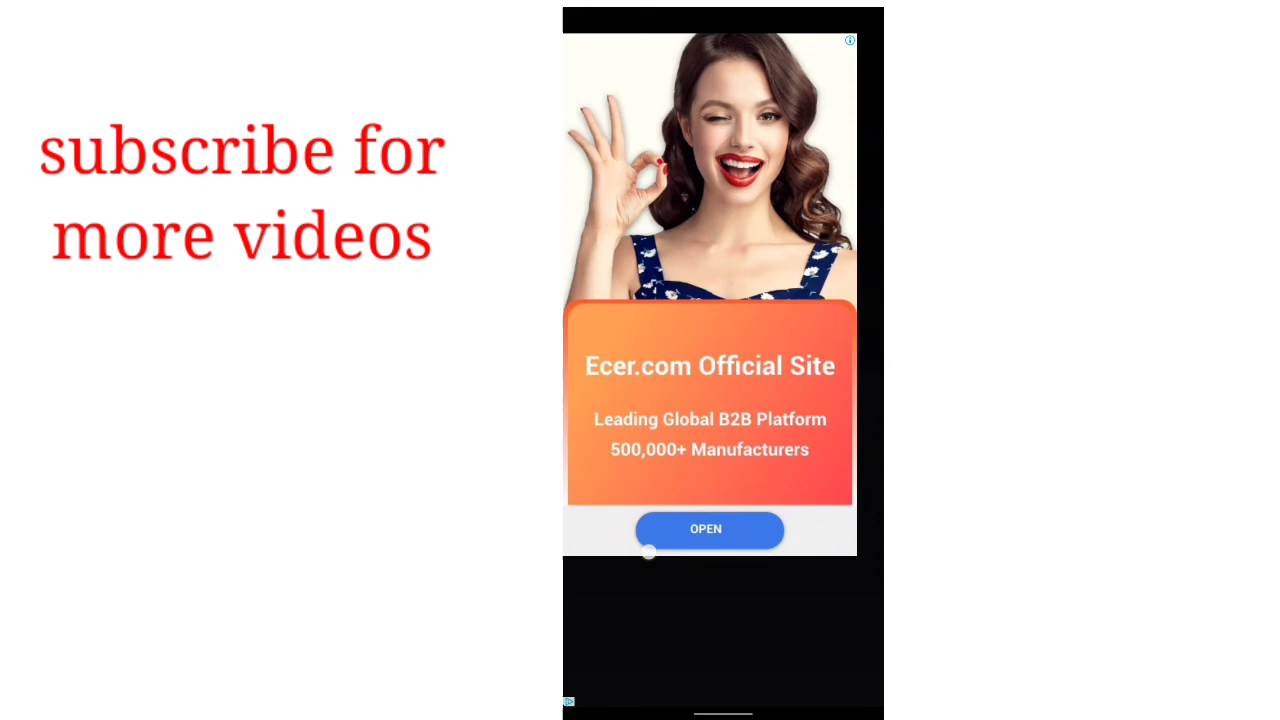 subscribe for
more videos
Ecer.com Official Site
Leading Global B2B Platform
500,000+ Manufacturers
OPEN